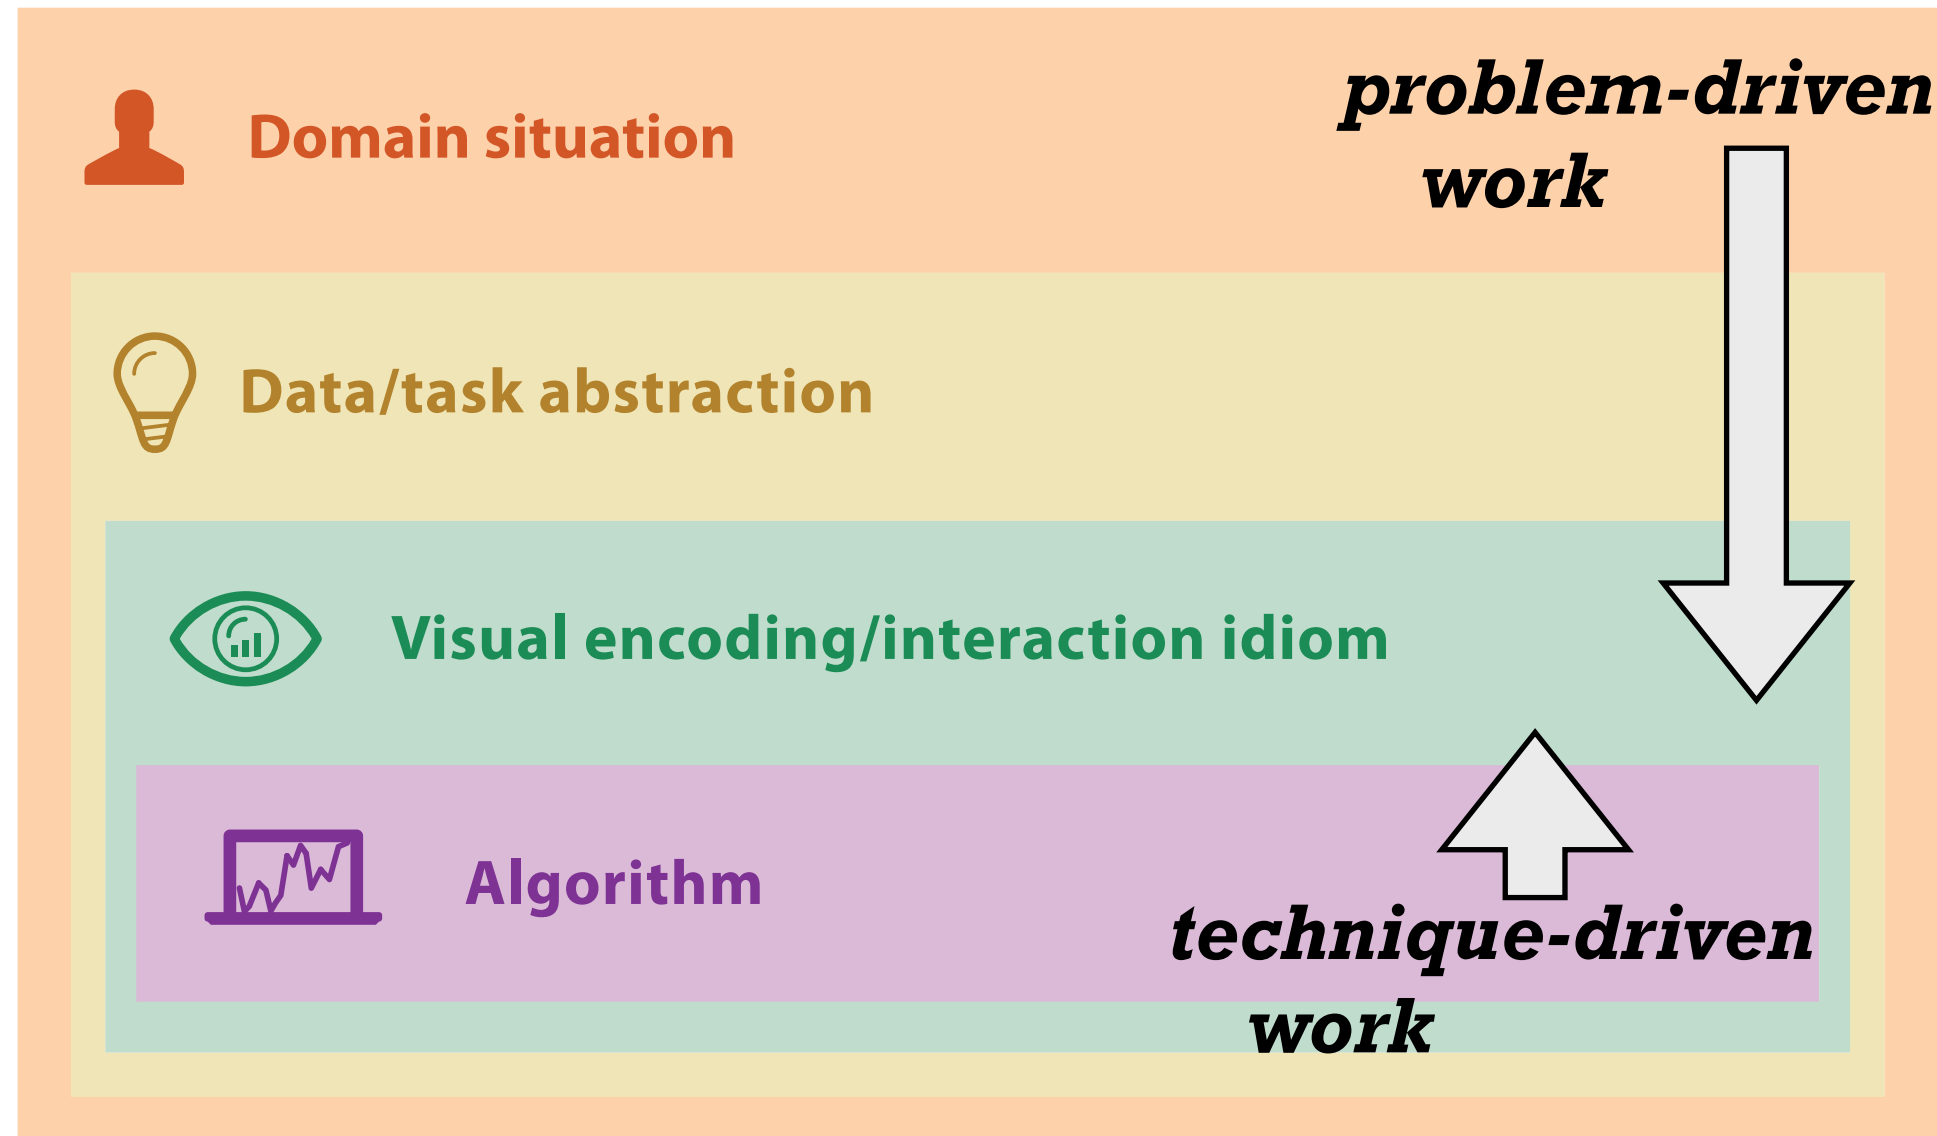 problem-driven
work
Domain situation
Data/task abstraction
Visual encoding/interaction idiom
Algorithm
technique-driven
work